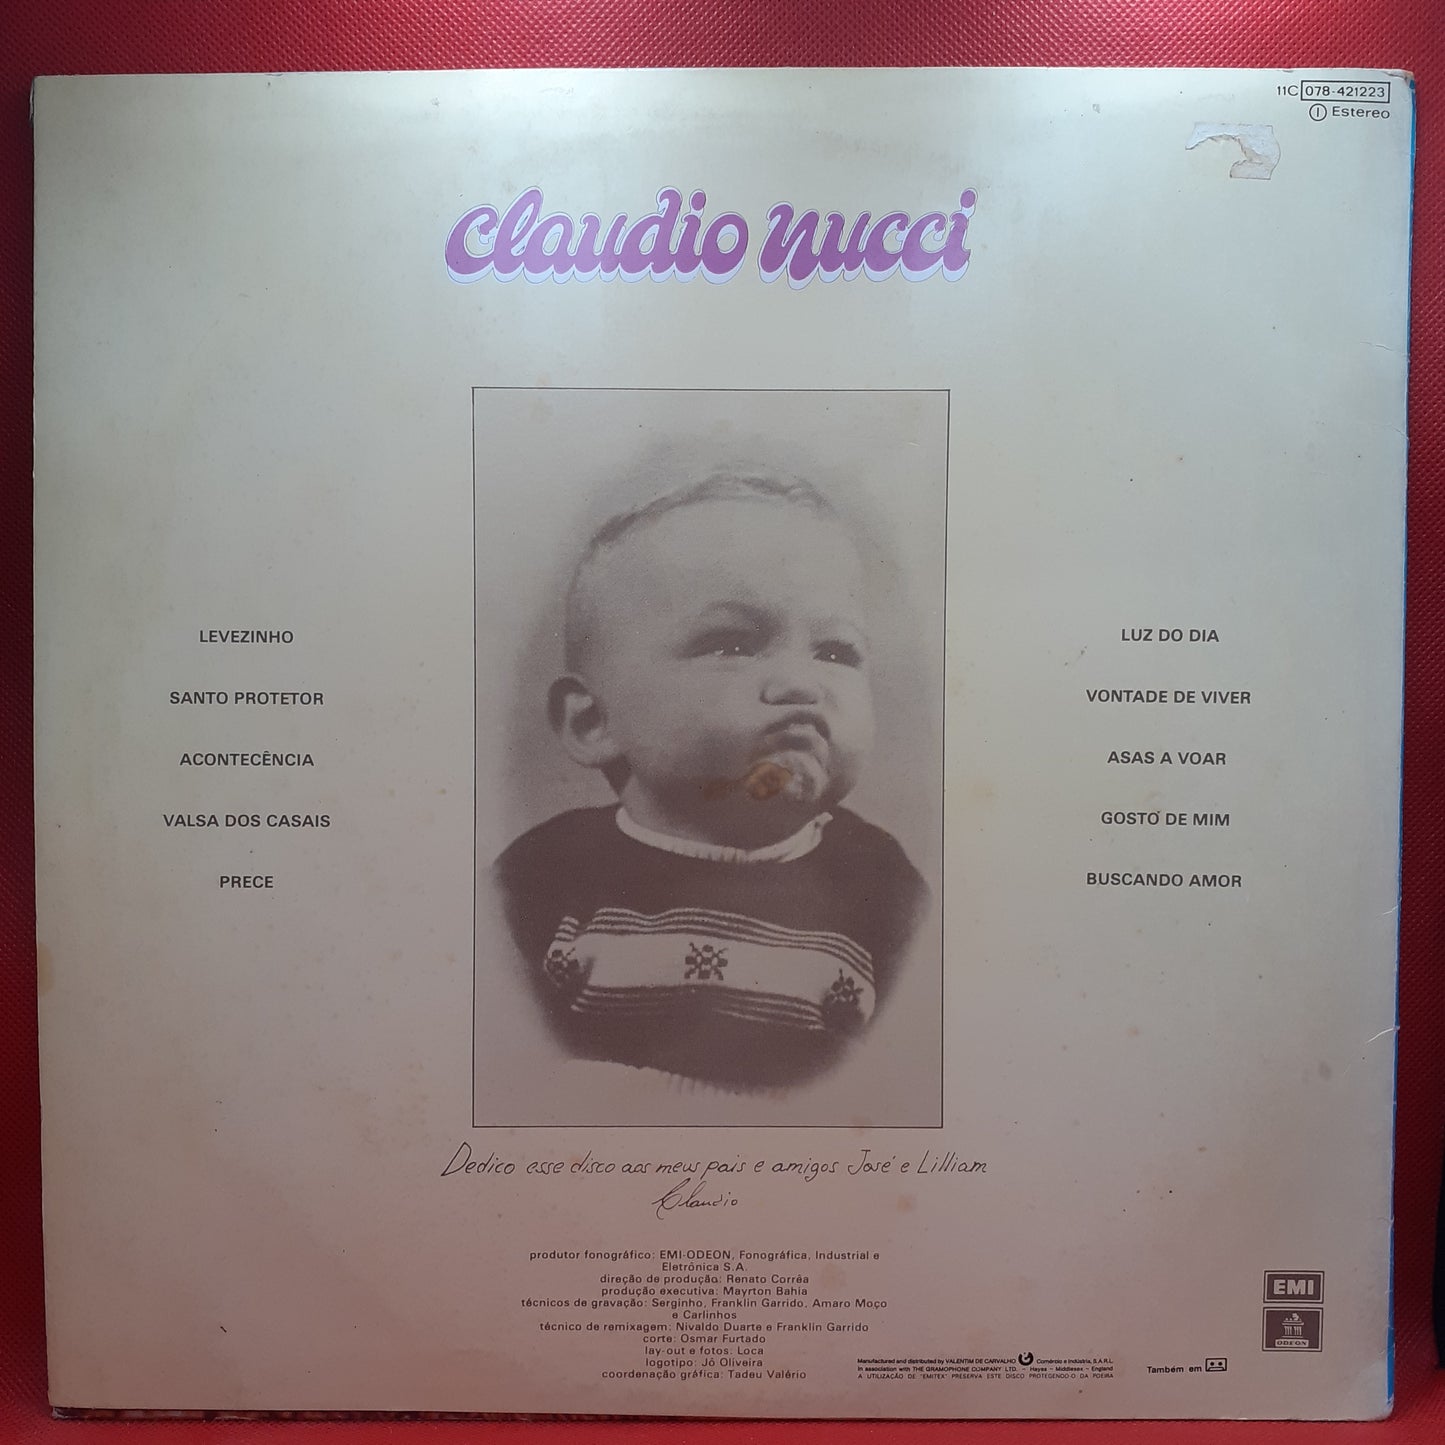 11C 078-421223
I Estereo
claudio nucci
LEVEZINHO
SANTO PROTETOR
ACONTECÊNCIA
VALSA DOS CASAIS
PRECE
LUZ DO DIA
VONTADE DE VIVER
ASAS A VOAR
GOSTO DE MIM
BUSCANDO AMOR
Dedico esse disco aos meus pais e amigos José e Lilliam
Claudio
produtor fonográfico: EMI-ODEON, Fonográfica, Industrial e
Eletrônica S.A.
direção de produção: Renato Corrêa
produção executiva: Mayrton Bahia
técnicos de gravação: Serginho, Franklin Garrido, Amaro Moço
e Carlinhos
técnico de remixagem: Nivaldo Duarte e Franklin Garrido
corte: Osmar Furtado
lay-out e fotos: Loca
logotipo: Jô Oliveira
coordenação gráfica: Tadeu Valério
Manufactured and distributed by VALENTIM DE CARVALHO Comércio e Indústria, S.A.R.L.
in association with THE GRAMOPHONE COMPANY LTD. - Hayes - Middlesex - England
A UTILIZAÇÃO DE "EMITEX" PRESERVA ESTE DISCO PROTEGENDO-O DA POEIRA
Também em
EMI
ODEON